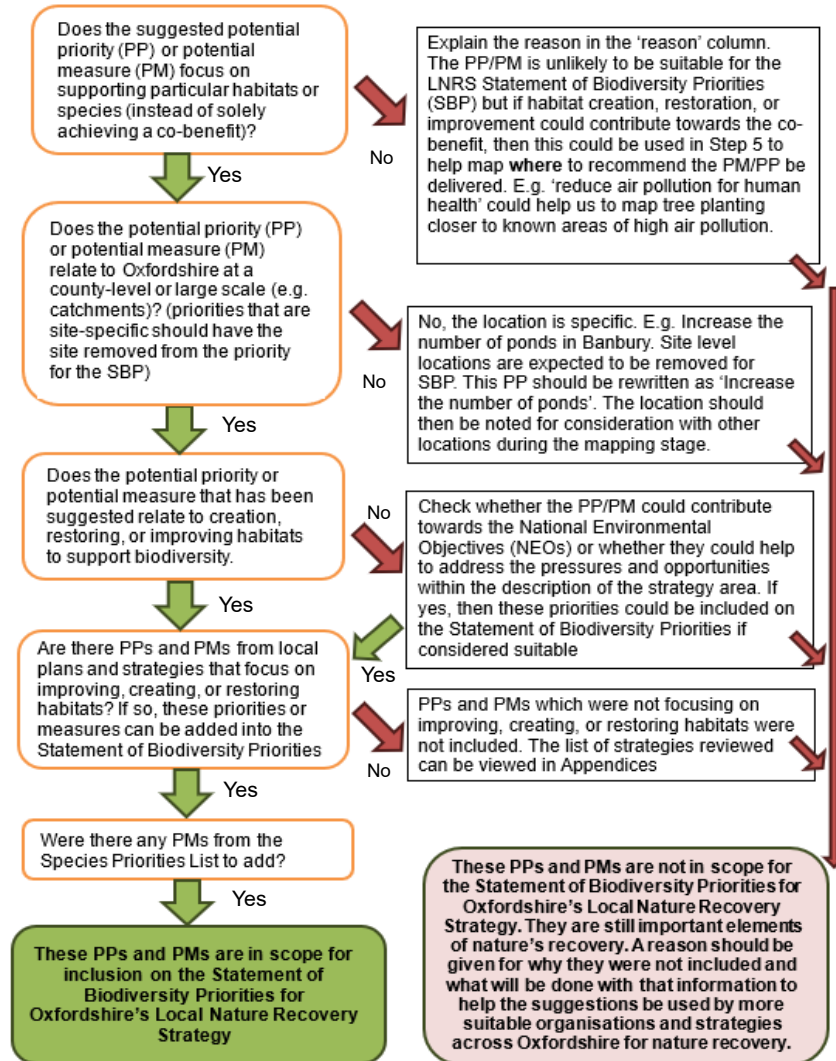 Does the suggested potential
priority (PP) or potential
measure (PM) focus on
supporting particular habitats or
species (instead of solely
achieving a co-benefit)?
No
Explain the reason in the ‘reason’ column.
The PP/PM is unlikely to be suitable for the
LNRS Statement of Biodiversity Priorities
(SBP) but if habitat creation, restoration, or
improvement could contribute towards the co-
benefit, then this could be used in Step 5 to
help map where to recommend the PM/PP be
delivered. E.g. ‘reduce air pollution for human
health’ could help us to map tree planting
closer to known areas of high air pollution.
Yes
Does the potential priority (PP)
or potential measure (PM)
relate to Oxfordshire at a
county-level or large scale (e.g.
catchments)? (priorities that are
site-specific should have the
site removed from the priority
for the SBP)
No
No, the location is specific. E.g. Increase the
number of ponds in Banbury. Site level
locations are expected to be removed for
SBP. This PP should be rewritten as ‘Increase
the number of ponds’. The location should
then be noted for consideration with other
locations during the mapping stage.
Yes
Does the potential priority or
potential measure that has been
suggested relate to creation,
restoring, or improving habitats
to support biodiversity.
No
Check whether the PP/PM could contribute
towards the National Environmental
Objectives (NEOs) or whether they could help
to address the pressures and opportunities
within the description of the strategy area. If
yes, then these priorities could be included on
the Statement of Biodiversity Priorities if
considered suitable
Yes
Yes
Are there PPs and PMs from local
plans and strategies that focus on
improving, creating, or restoring
habitats? If so, these priorities or
measures can be added into the
Statement of Biodiversity Priorities
No
PPs and PMs which were not focusing on
improving, creating, or restoring habitats were
not included. The list of strategies reviewed
can be viewed in Appendices
Yes
Were there any PMs from the
Species Priorities List to add?
Yes
These PPs and PMs are in scope for
inclusion on the Statement of
Biodiversity Priorities for
Oxfordshire’s Local Nature Recovery
Strategy
These PPs and PMs are not in scope for
the Statement of Biodiversity Priorities for
Oxfordshire’s Local Nature Recovery
Strategy. They are still important elements
of nature’s recovery. A reason should be
given for why they were not included and
what will be done with that information to
help the suggestions be used by more
suitable organisations and strategies
across Oxfordshire for nature recovery.